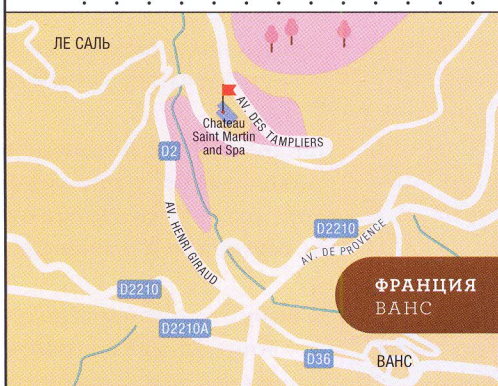 ЛЕ САЛЬ
AV. DES TAMPLIERS
Chateau
Saint Martin
and Spa
D2
AV. HENRI GIRAUD
D2210
AV. DE PROVENCE
D2210
ФРАНЦИЯ
ВАНС
D2210A
D36
ВАНС